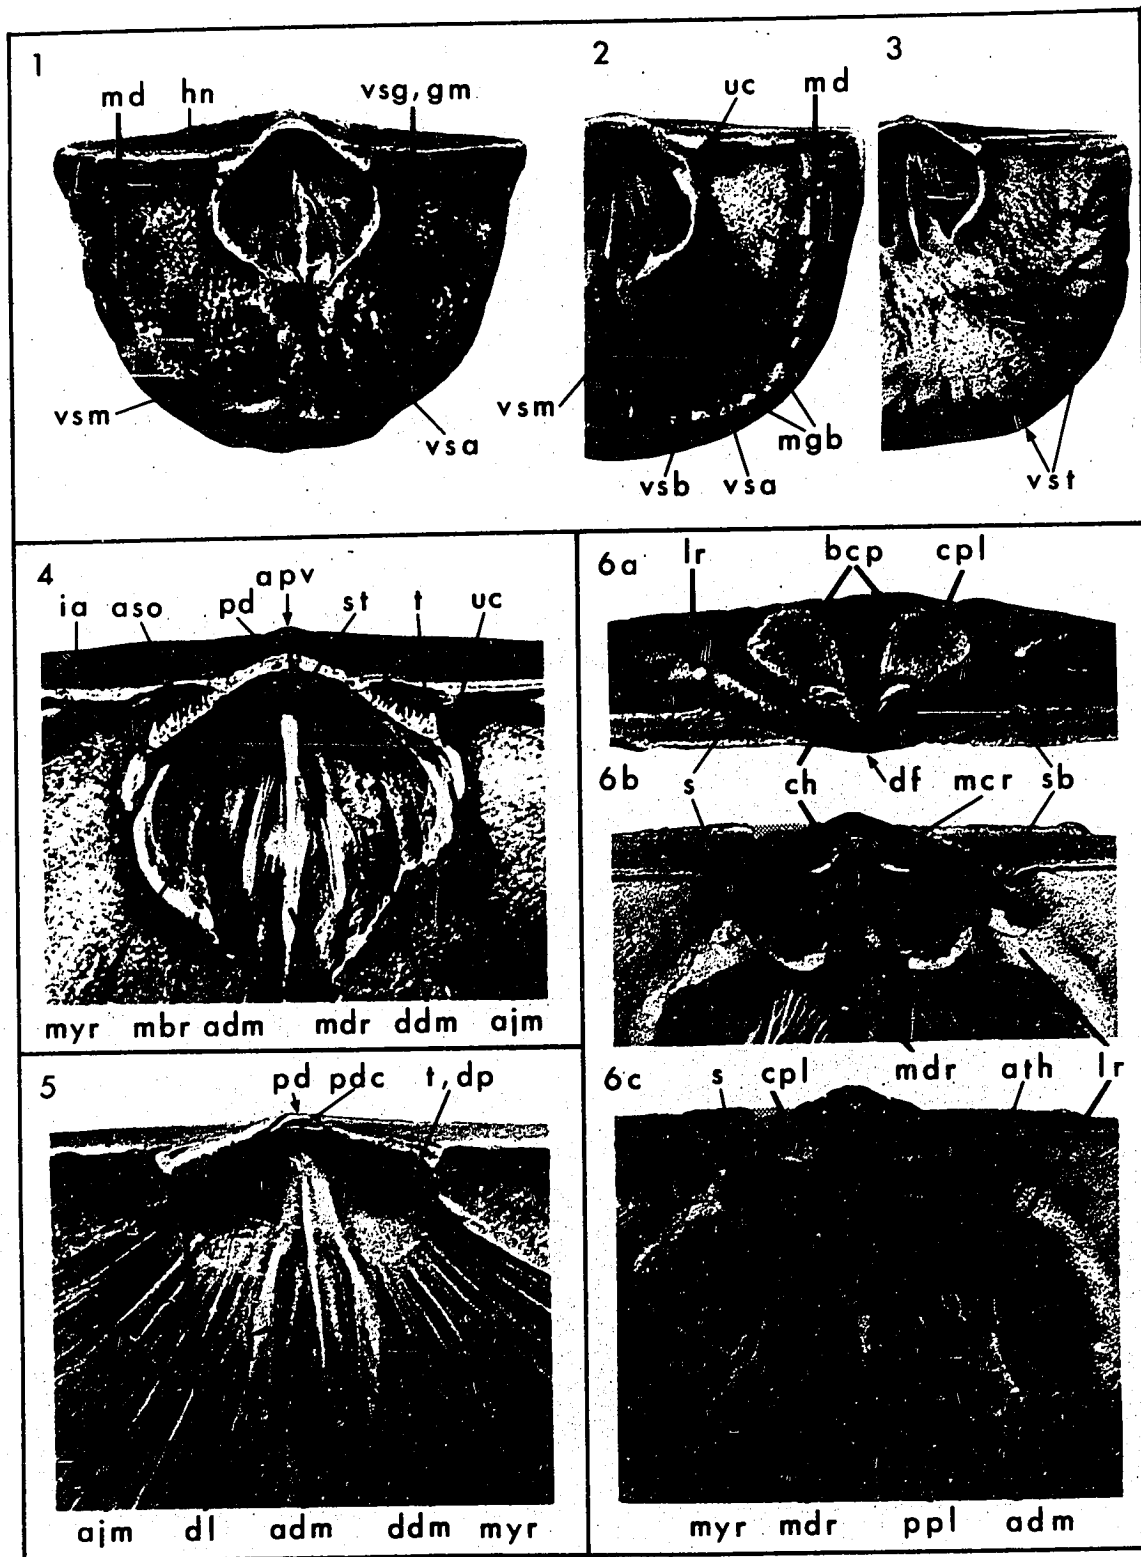 1
md hn vsg, gm
vsm vsa
2
uc md
vsm vsb vsa mgb
3
vst
4
apv
ia aso pd st t uc
myr mbr adm mdr ddm ajm
5
pd pdc t, dp
ajm dl adm ddm myr
6a
lr bcp cpl
6b
s ch df mcr sb
6c
s cpl mdr ath lr
myr mdr ppl adm